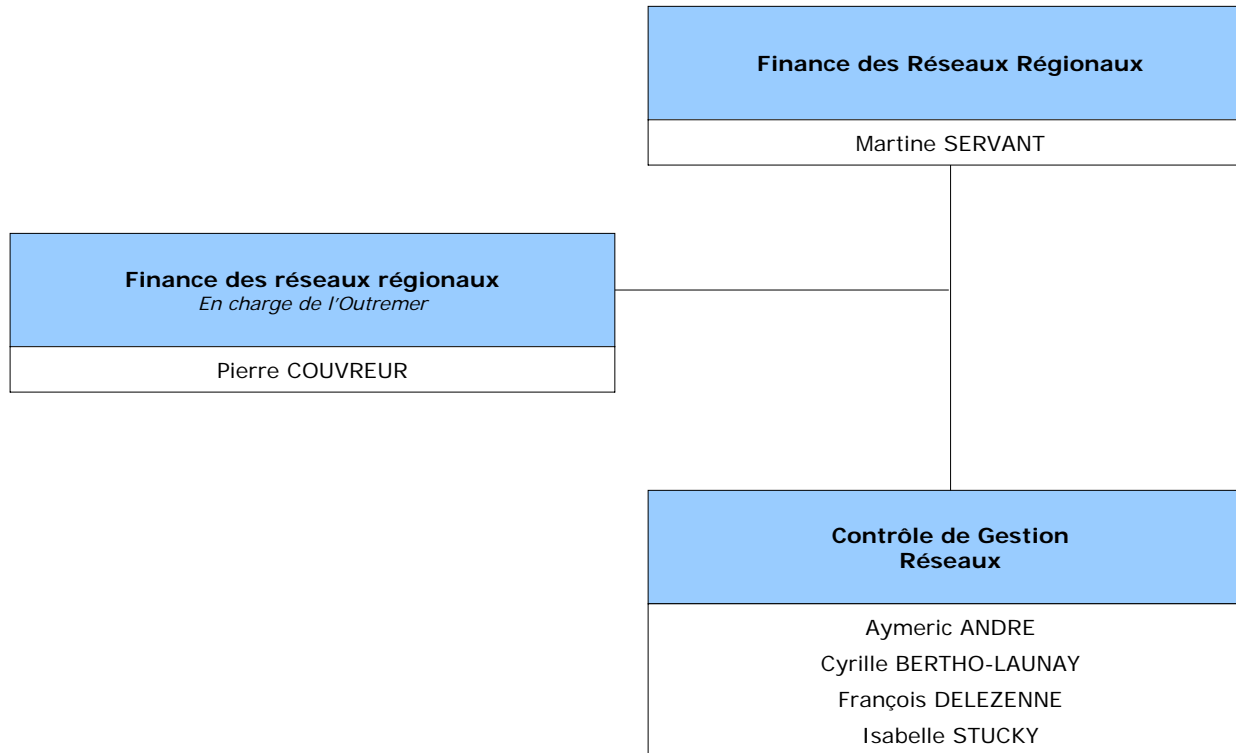 Finance des Réseaux Régionaux
Martine SERVANT
Finance des réseaux régionaux
En charge de l'Outremer
Pierre COUVREUR
Contrôle de Gestion
Réseaux
Aymeric ANDRE
Cyrille BERTHO-LAUNAY
François DELEZENNE
Isabelle STUCKY